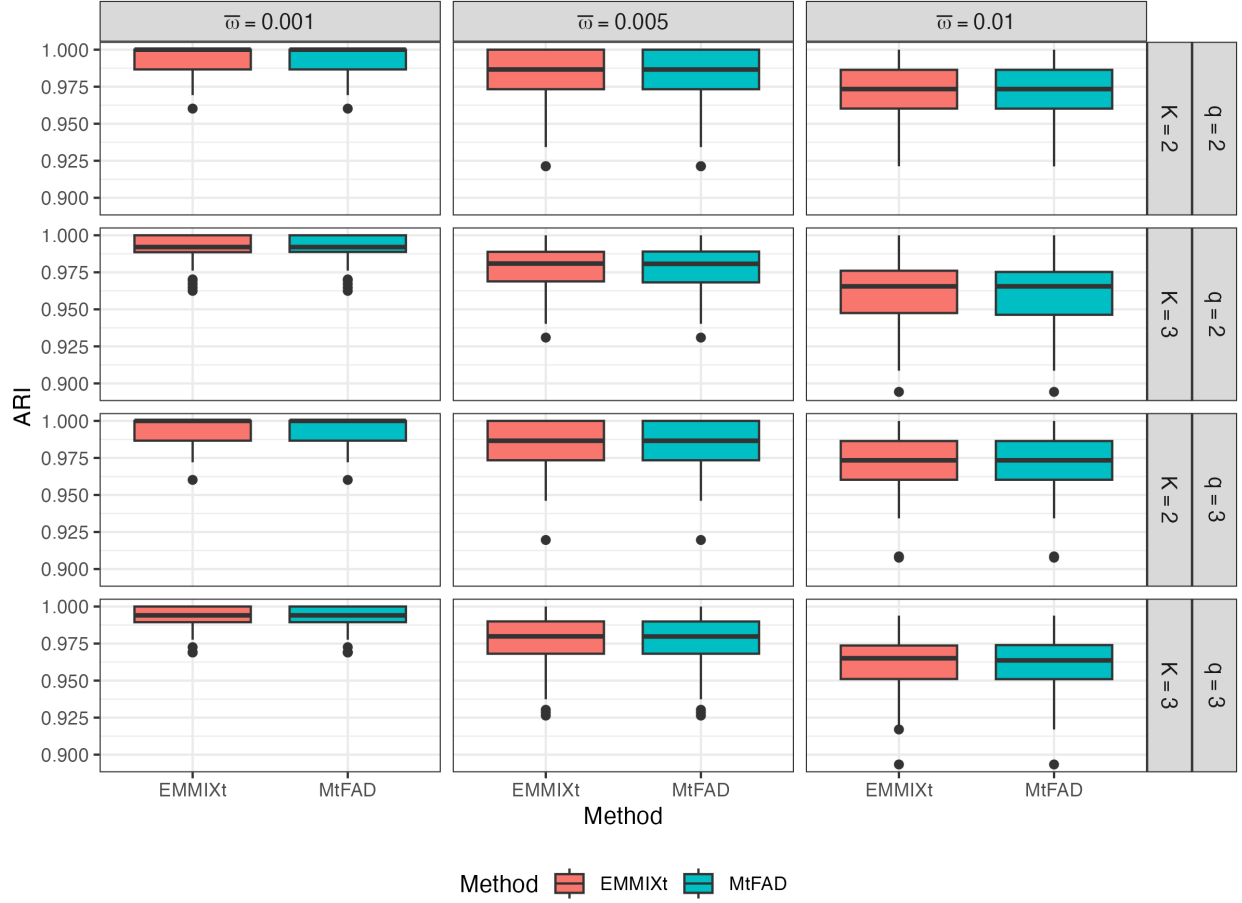 ω̅ = 0.001
ω̅ = 0.005
ω̅ = 0.01
1.000
0.975
0.950
0.925
0.900
K = 2
q = 2
1.000
0.975
0.950
0.925
0.900
K = 3
q = 2
1.000
0.975
0.950
0.925
0.900
K = 2
q = 3
1.000
0.975
0.950
0.925
0.900
K = 3
q = 3
ARI
EMMIXt
MtFAD
EMMIXt
MtFAD
EMMIXt
MtFAD
Method
Method EMMIXt MtFAD